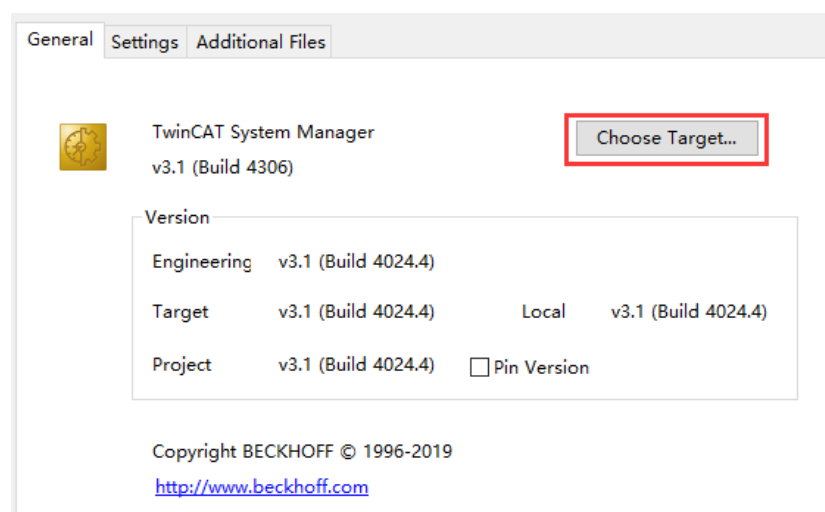 General Settings Additional Files
TwinCAT System Manager
Choose Target...
v3.1 (Build 4306)
Version
Engineering v3.1 (Build 4024.4)
Target v3.1 (Build 4024.4) Local v3.1 (Build 4024.4)
Project v3.1 (Build 4024.4) Pin Version
Copyright BECKHOFF © 1996-2019
http://www.beckhoff.com